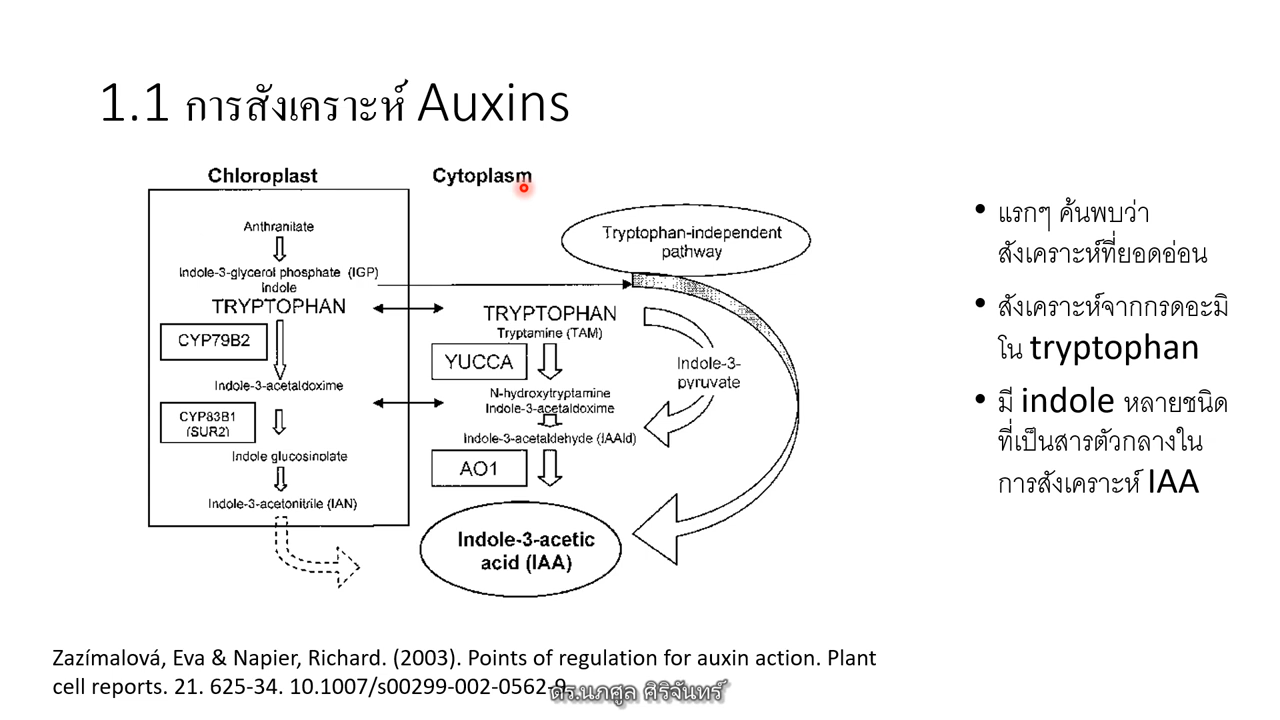 1.1 การสังเคราะห์ Auxins
Chloroplast
Cytoplasm
Anthranilate
Indole-3-glycerol phosphate (IGP)
Indole
TRYPTOPHAN
CYP79B2
Indole-3-acetaldoxime
CYP83B1
(SUR2)
Indole glucosinolate
Indole-3-acetonitrile (IAN)
Tryptophan-independent
pathway
TRYPTOPHAN
Tryptamine (TAM)
YUCCA
Indole-3-
pyruvate
N-hydroxytryptamine
Indole-3-acetaldoxime
Indole-3-acetaldehyde (IAAld)
AO1
Indole-3-acetic
acid (IAA)
• แรกๆ ค้นพบว่า
สังเคราะห์ที่ยอดอ่อน
• สังเคราะห์จากกรดอะมิ
โน tryptophan
• มี indole หลายชนิด
ที่เป็นสารตัวกลางใน
การสังเคราะห์ IAA
Zazímalová, Eva & Napier, Richard. (2003). Points of regulation for auxin action. Plant
cell reports. 21. 625-34. 10.1007/s00299-002-0562-9.
ดร.นภศูล ศิริจันทร์